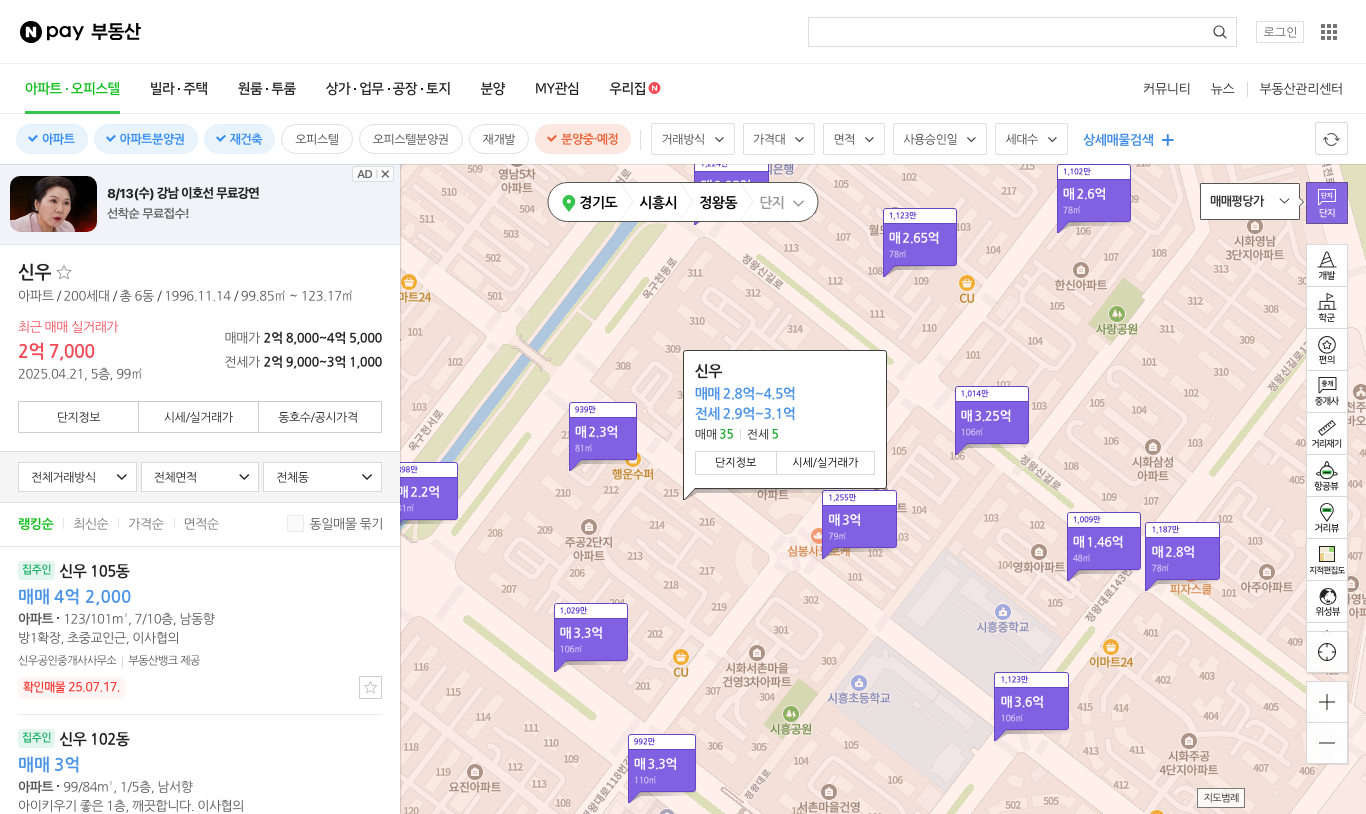 N pay 부동산
로그인
아파트·오피스텔
빌라·주택
원룸·투룸
상가·업무·공장·토지
분양
MY관심
우리집 N
커뮤니티
뉴스
부동산관리센터
아파트
아파트분양권
재건축
오피스텔
오피스텔분양권
재개발
분양중·예정
거래방식
가격대
면적
사용승인일
세대수
상세매물검색
8/13(수) 강남 이호선 무료강연
선착순 무료접수!
AD
신우
아파트 / 200세대 / 총 6동 / 1996.11.14 / 99.85㎡ ~ 123.17㎡
최근 매매 실거래가
2억 7,000
2025.04.21, 5층, 99㎡
매매가 2억 8,000~4억 5,000
전세가 2억 9,000~3억 1,000
단지정보
시세/실거래가
동호수/공시가격
전체거래방식
전체면적
전체동
랭킹순
최신순
가격순
면적순
동일매물 묶기
집주인 신우 105동
매매 4억 2,000
아파트 · 123/101m², 7/10층, 남동향
방1확장, 초중교인근, 이사협의
신우공인중개사사무소 | 부동산뱅크 제공
확인매물 25.07.17.
집주인 신우 102동
매매 3억
아파트 · 99/84m², 1/5층, 남서향
아이키우기 좋은 1층, 깨끗합니다. 이사협의
경기도
시흥시
정왕동
단지
매매평당가
단지
개발
학군
편의
중개
중개사
거리재기
항공뷰
거리뷰
지적편집도
위성뷰
지도범례
영남5차
아파트
1,102만
매 2.6억
78㎡
1,123만
매 2.65억
78㎡
시화영남
3단지아파트
한신아파트
CU
사랑공원
마트24
옥구천동로
정왕신길로
옥구천서로
신우
매매 2.8억~4.5억
전세 2.9억~3.1억
매매 35 | 전세 5
단지정보
시세/실거래가
939만
매 2.3억
81㎡
행운수퍼
매 2.2억
1,014만
매 3.25억
106㎡
시화삼성
아파트
1,255만
매 3억
79㎡
주공2단지
아파트
1,009만
매 1.46억
48㎡
1,187만
매 2.8억
78㎡
영화아파트
피자스쿨
아주아파트
정왕대로143번길
1,029만
매 3.3억
106㎡
시흥중학교
이마트24
CU
시화서촌마을
건영3차아파트
시흥초등학교
시흥공원
1,123만
매 3.6억
106㎡
992만
매 3.3억
110㎡
요진아파트
정왕대로118번길
정왕대로
서촌마을건영
시화주공
4단지아파트